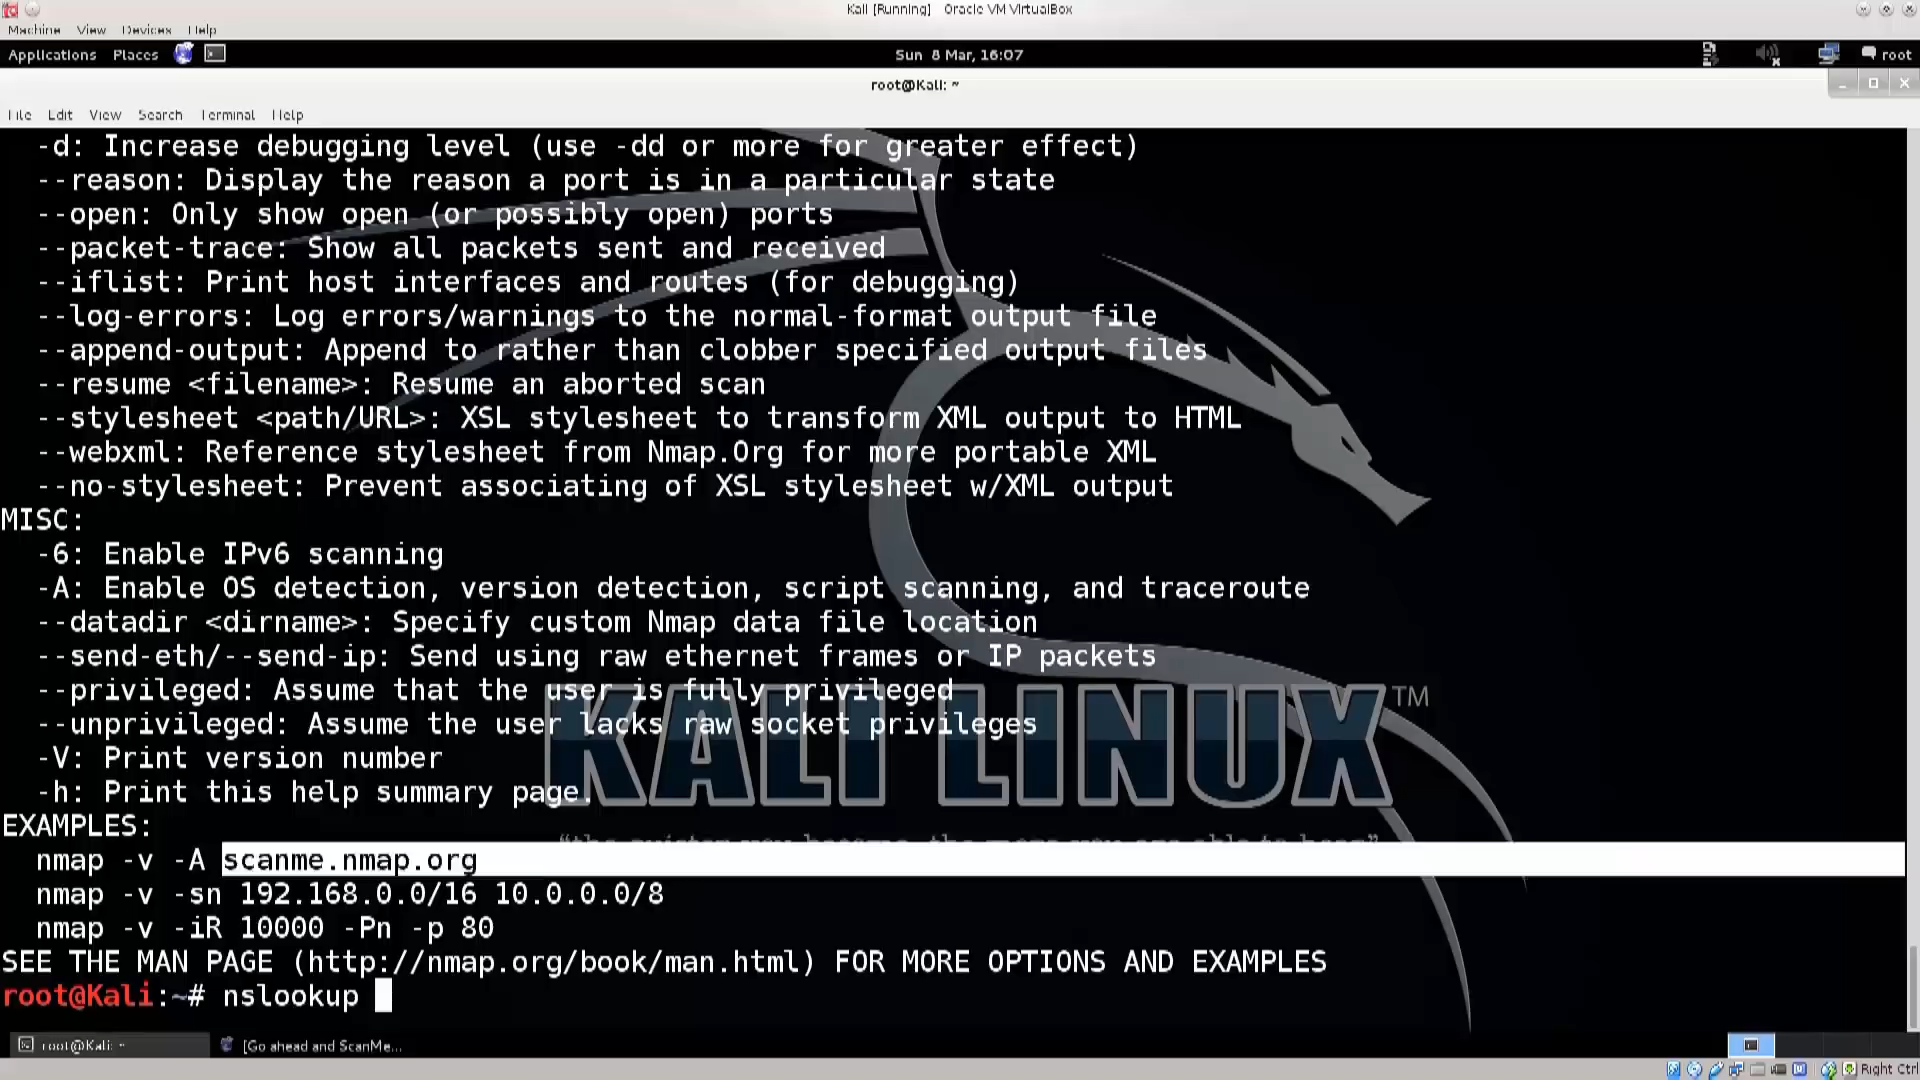 Kali [Running] Oracle VM VirtualBox
Machine View Devices Help
Applications Places
Sun 8 Mar, 16:07
root
root@Kali: ~
File Edit View Search Terminal Help
-d: Increase debugging level (use -dd or more for greater effect)
--reason: Display the reason a port is in a particular state
--open: Only show open (or possibly open) ports
--packet-trace: Show all packets sent and received
--iflist: Print host interfaces and routes (for debugging)
--log-errors: Log errors/warnings to the normal-format output file
--append-output: Append to rather than clobber specified output files
--resume <filename>: Resume an aborted scan
--stylesheet <path/URL>: XSL stylesheet to transform XML output to HTML
--webxml: Reference stylesheet from Nmap.Org for more portable XML
--no-stylesheet: Prevent associating of XSL stylesheet w/XML output
MISC:
-6: Enable IPv6 scanning
-A: Enable OS detection, version detection, script scanning, and traceroute
--datadir <dirname>: Specify custom Nmap data file location
--send-eth/--send-ip: Send using raw ethernet frames or IP packets
--privileged: Assume that the user is fully privileged
--unprivileged: Assume the user lacks raw socket privileges
-V: Print version number
-h: Print this help summary page.
KALI LINUX TM
EXAMPLES:
nmap -v -A scanme.nmap.org
nmap -v -sn 192.168.0.0/16 10.0.0.0/8
nmap -v -iR 10000 -Pn -p 80
SEE THE MAN PAGE (http://nmap.org/book/man.html) FOR MORE OPTIONS AND EXAMPLES
root@Kali:~# nslookup
root@Kali: ~
[Go ahead and ScanMe...
Right Ctrl